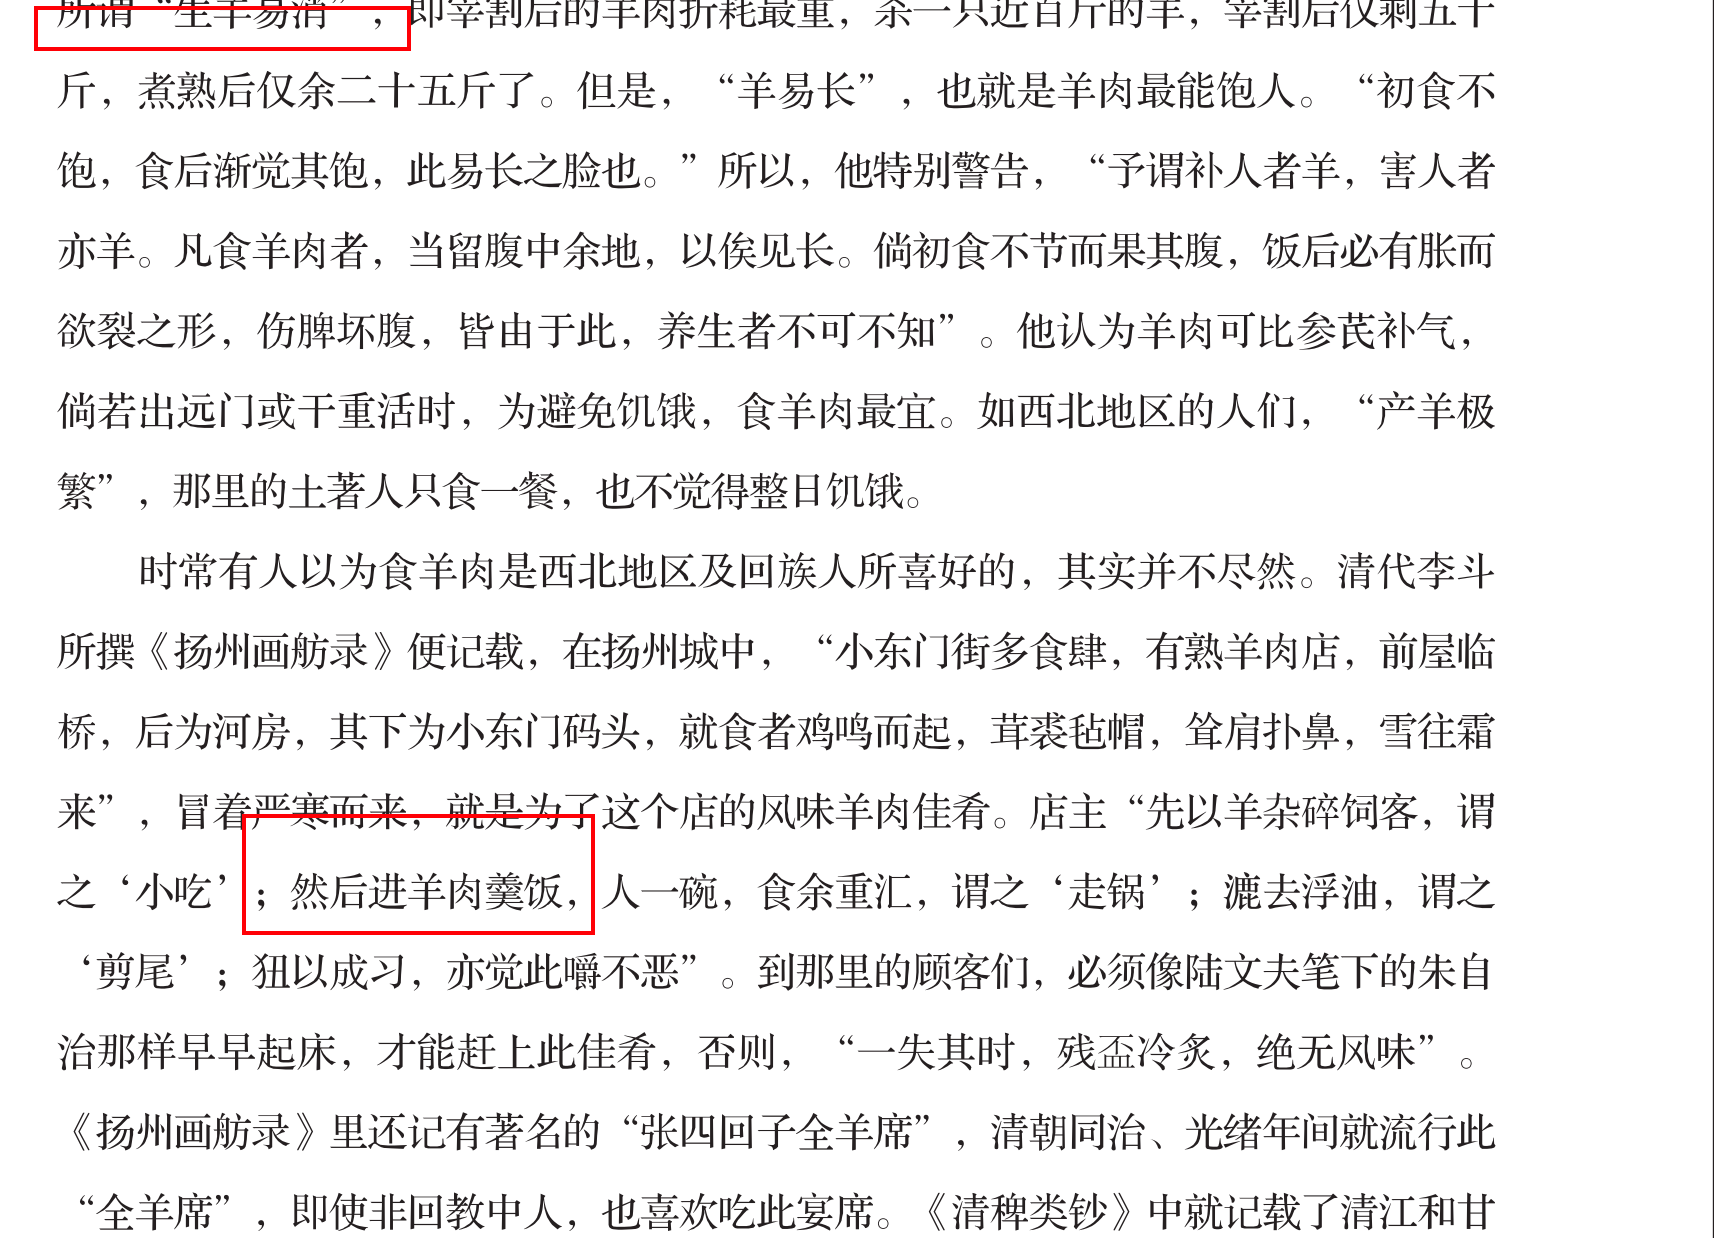 所谓“生羊易消”，即宰割后的羊肉折耗最重，杀一只近百斤的羊，宰割后仅剩五十
斤，煮熟后仅余二十五斤了。但是，“羊易长”，也就是羊肉最能饱人。“初食不
饱，食后渐觉其饱，此易长之脸也。”所以，他特别警告，“予谓补人者羊，害人者
亦羊。凡食羊肉者，当留腹中余地，以俟见长。倘初食不节而果其腹，饭后必有胀而
欲裂之形，伤脾坏腹，皆由于此，养生者不可不知”。他认为羊肉可比参芪补气，
倘若出远门或干重活时，为避免饥饿，食羊肉最宜。如西北地区的人们，“产羊极
繁”，那里的土著人只食一餐，也不觉得整日饥饿。
时常有人以为食羊肉是西北地区及回族人所喜好的，其实并不尽然。清代李斗
所撰《扬州画舫录》便记载，在扬州城中，“小东门街多食肆，有熟羊肉店，前屋临
桥，后为河房，其下为小东门码头，就食者鸡鸣而起，茸裘毡帽，耸肩扑鼻，雪往霜
来”，冒着严寒而来，就是为了这个店的风味羊肉佳肴。店主“先以羊杂碎饲客，谓
之‘小吃’；然后进羊肉羹饭，人一碗，食余重汇，谓之‘走锅’；漉去浮油，谓之
‘剪尾’；狃以成习，亦觉此嚼不恶”。到那里的顾客们，必须像陆文夫笔下的朱自
治那样早早起床，才能赶上此佳肴，否则，“一失其时，残盃冷炙，绝无风味”。
《扬州画舫录》里还记有著名的“张四回子全羊席”，清朝同治、光绪年间就流行此
“全羊席”，即使非回教中人，也喜欢吃此宴席。《清稗类钞》中就记载了清江和甘